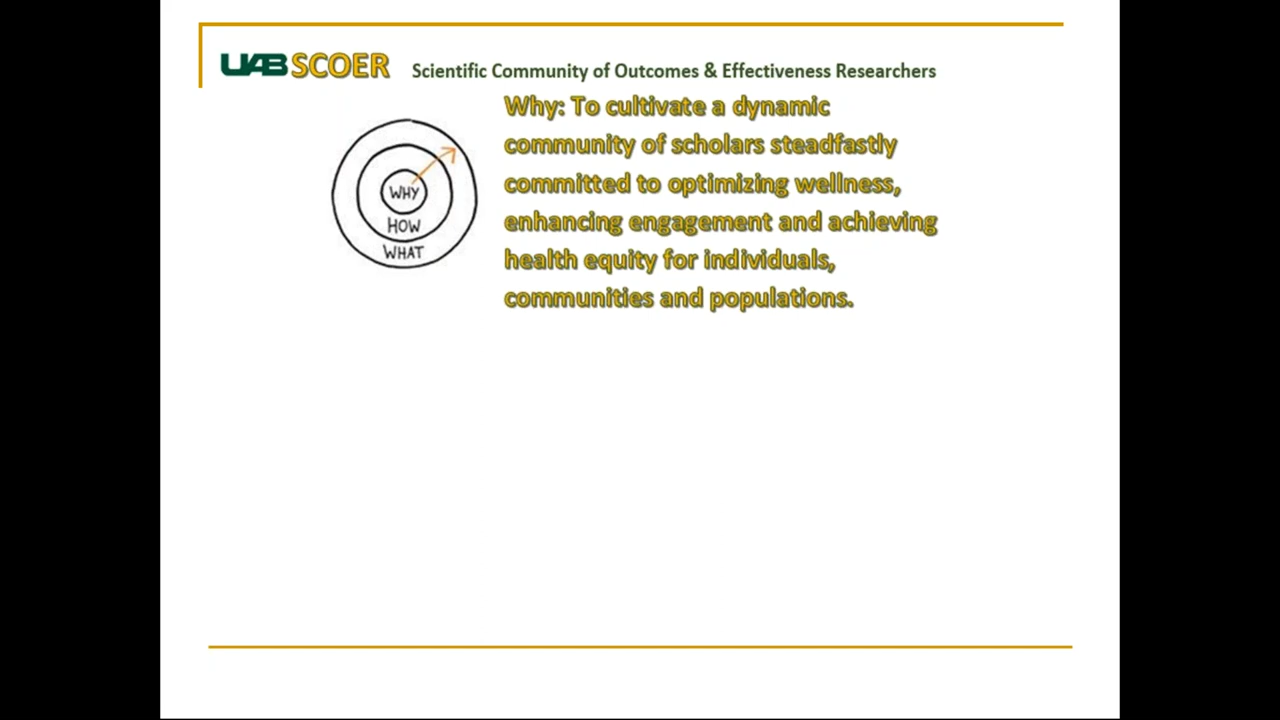 UAB SCOER Scientific Community of Outcomes & Effectiveness Researchers
Why: To cultivate a dynamic
community of scholars steadfastly
committed to optimizing wellness,
enhancing engagement and achieving
health equity for individuals,
communities and populations.
WHY
HOW
WHAT